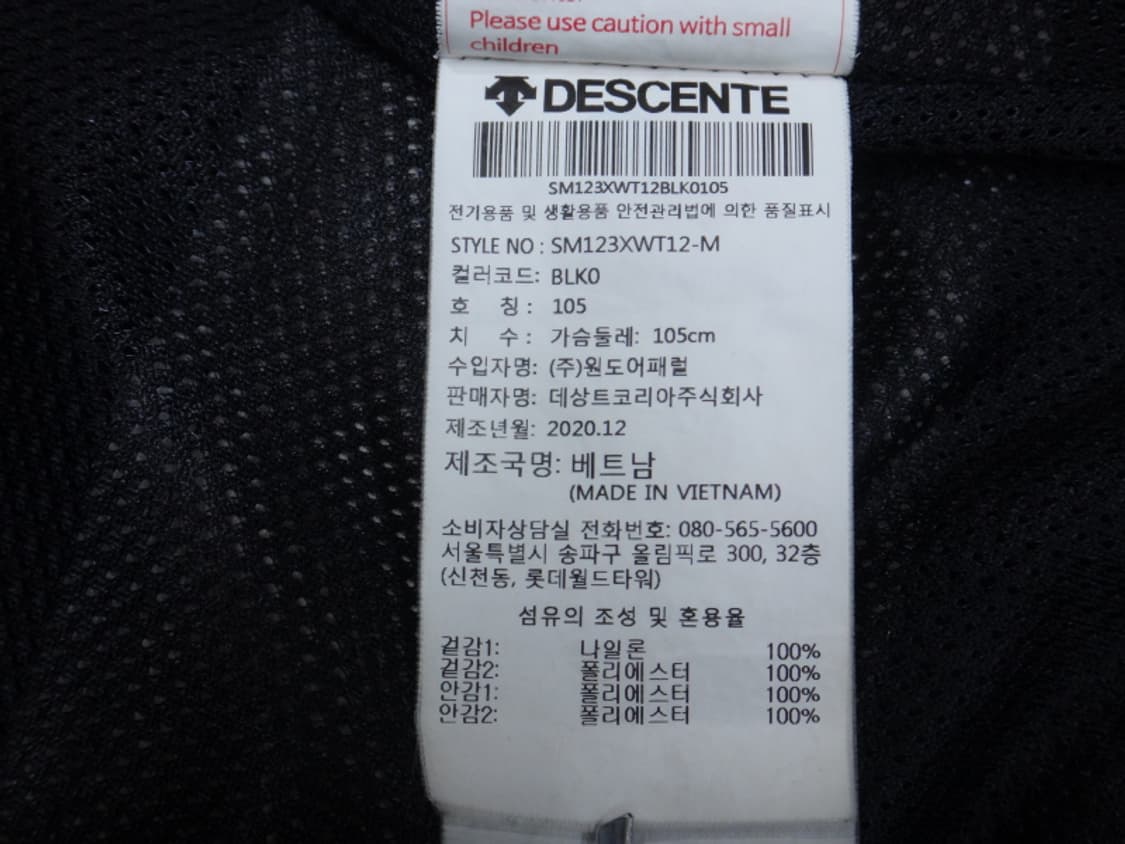 Please use caution with small
children
DESCENTE
SM123XWT12BLK0105
전기용품 및 생활용품 안전관리법에 의한 품질표시
STYLE NO : SM123XWT12-M
컬러코드: BLK0
호 칭 : 105
치 수 : 가슴둘레: 105cm
수입자명: (주)원도어패럴
판매자명: 데상트코리아주식회사
제조년월: 2020.12
제조국명: 베트남
(MADE IN VIETNAM)
소비자상담실 전화번호: 080-565-5600
서울특별시 송파구 올림픽로 300, 32층
(신천동, 롯데월드타워)
섬유의 조성 및 혼용율
겉감1: 나일론 100%
겉감2: 폴리에스터 100%
안감1: 폴리에스터 100%
안감2: 폴리에스터 100%